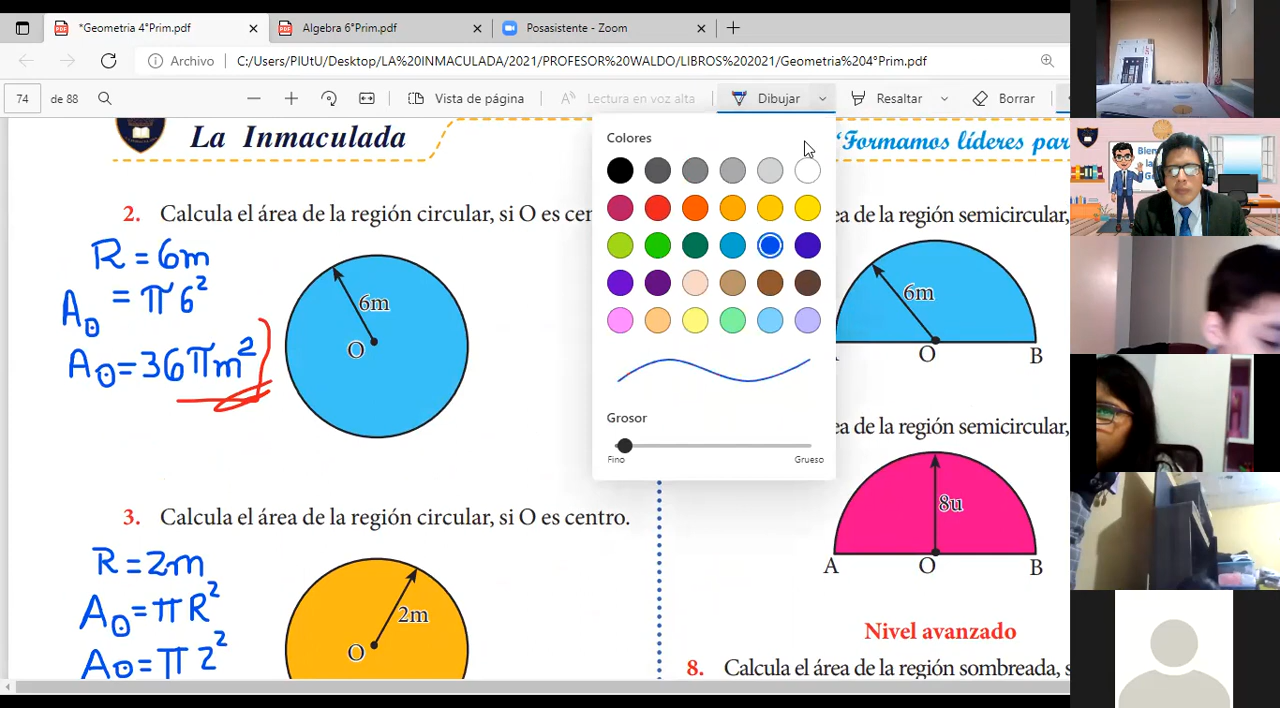 *Geometria 4°Prim.pdf
Algebra 6°Prim.pdf
Posasistente - Zoom
Archivo
C:/Users/PIUtU/Desktop/LA%20INMACULADA/2021/PROFESOR%20WALDO/LIBROS%202021/Geometria%204°Prim.pdf
74 de 88
Vista de página
Lectura en voz alta
Dibujar
Resaltar
Borrar
La Inmaculada
"Formamos líderes par
Colores
Grosor
Fino
Grueso
2. Calcula el área de la región circular, si O es cen
R = 6m
A⊙ = π6²
A⊙ = 36πm²
6m
O
3. Calcula el área de la región circular, si O es centro.
R = 2m
A⊙ = πR²
A⊙ = π2²
2m
O
ea de la región semicircular,
6m
O
B
ea de la región semicircular,
8u
A
O
B
Nivel avanzado
8. Calcula el área de la región sombreada, s